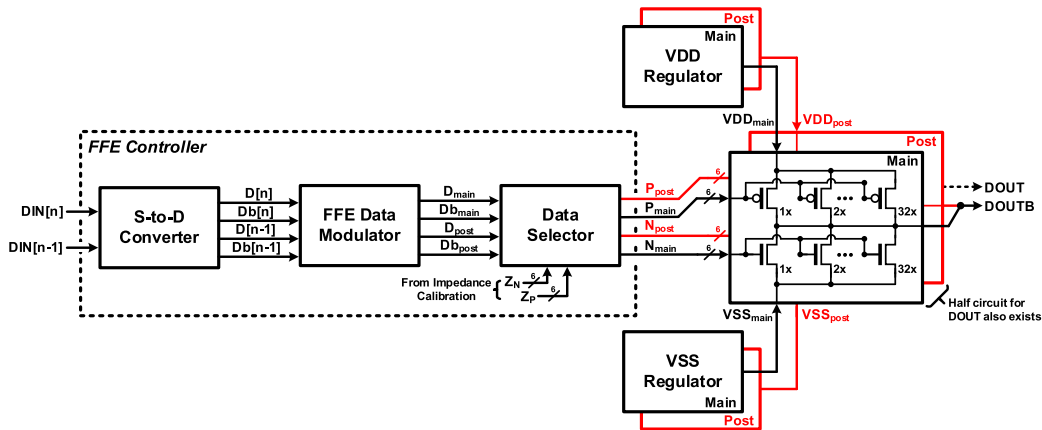 Post
Main
VDD
Regulator
VDDmain
VDDpost
FFE Controller
DIN[n]
DIN[n-1]
S-to-D
Converter
D[n]
Db[n]
D[n-1]
Db[n-1]
FFE Data
Modulator
Dmain
Dbmain
Dpost
Dbpost
Data
Selector
From Impedance
Calibration
ZN
6
ZP
6
Ppost
6
Pmain
6
Npost
6
Nmain
6
Post
Main
1x
2x
32x
1x
2x
32x
DOUT
DOUTB
Half circuit for
DOUT also exists
VSSmain
VSSpost
VSS
Regulator
Main
Post